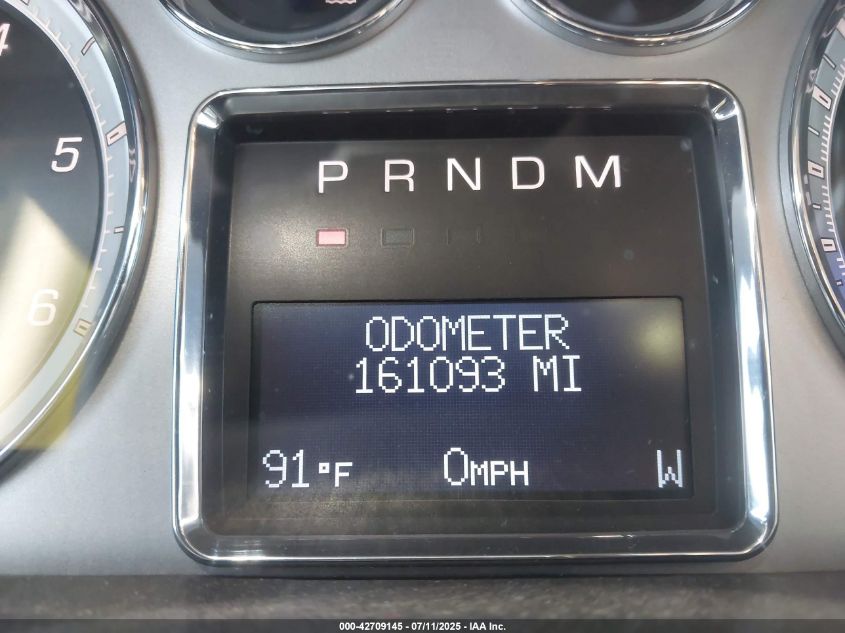 4
5
6
P R N D M
ODOMETER
161093 MI
91°F 0MPH W
000-42709145 - 07/11/2025 - IAA Inc.